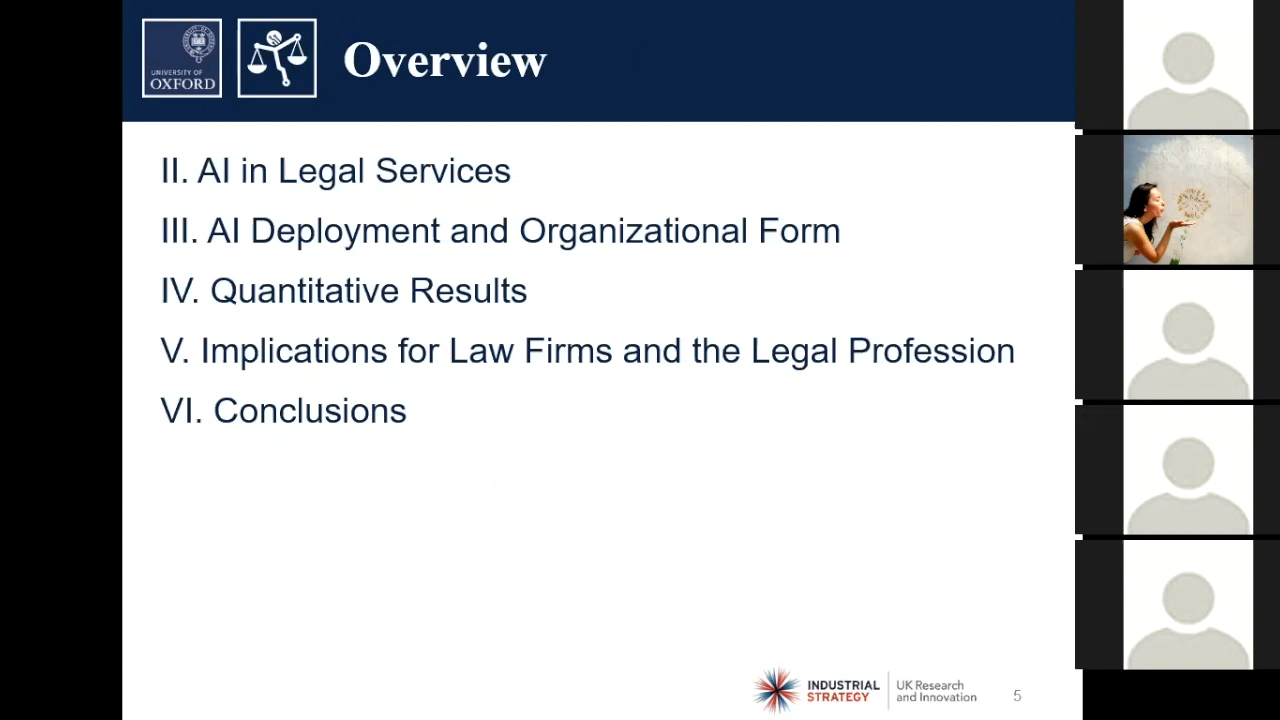 UNIVERSITY OF
OXFORD
Overview
II. AI in Legal Services
III. AI Deployment and Organizational Form
IV. Quantitative Results
V. Implications for Law Firms and the Legal Profession
VI. Conclusions
INDUSTRIAL
STRATEGY
UK Research
and Innovation
5